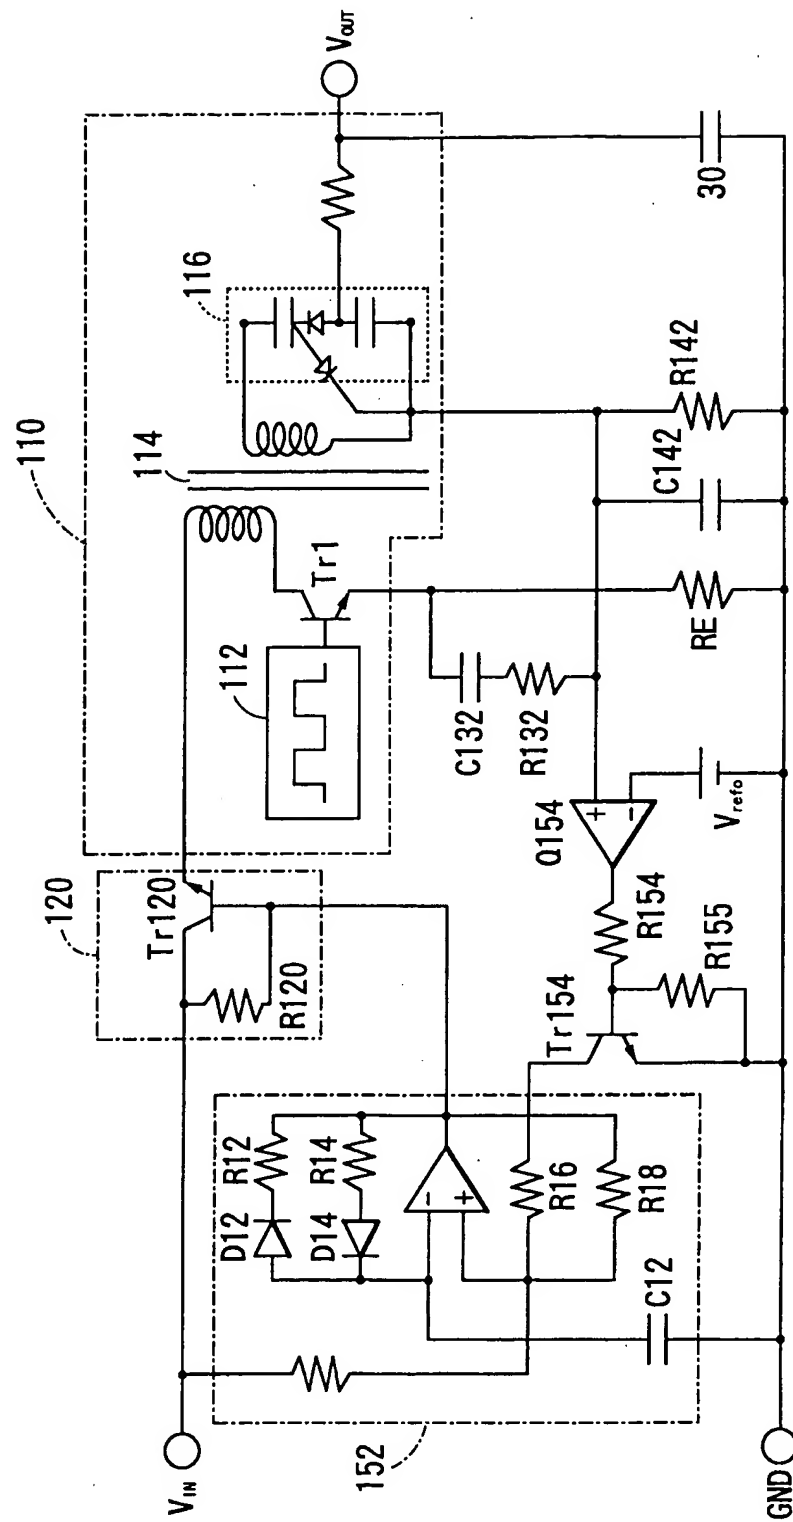 110
120
114
116
V_OUT
Tr120
R120
112
Tr1
V_IN
152
D12
R12
D14
R14
-
+
R16
R18
C12
Tr154
R154
R155
Q154
+
-
V_refo
C132
R132
RE
C142
R142
30
GND